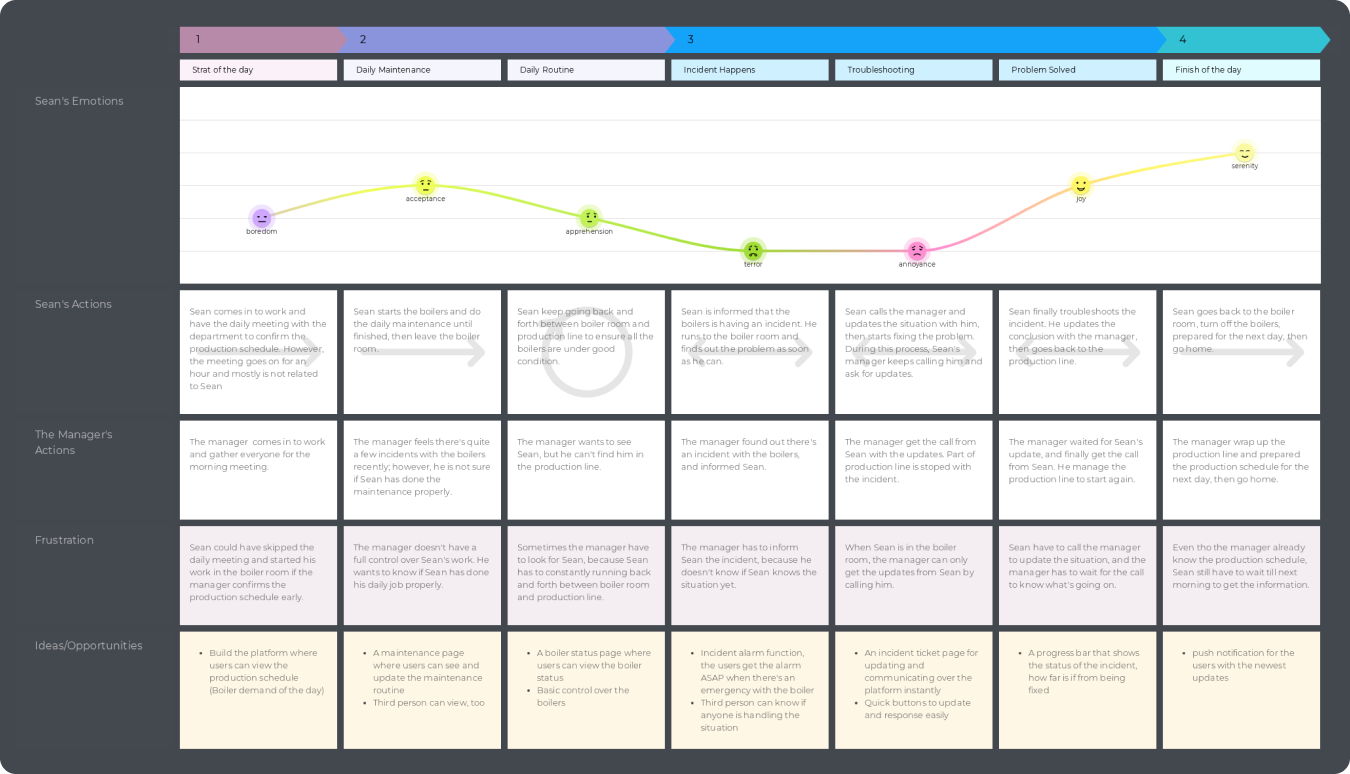 1
2
3
4
Strat of the day
Daily Maintenance
Daily Routine
Incident Happens
Troubleshooting
Problem Solved
Finish of the day
Sean's Emotions
boredom
acceptance
apprehension
terror
annoyance
joy
serenity
Sean's Actions
Sean comes in to work and
have the daily meeting with the
department to confirm the
production schedule. However,
the meeting goes on for an
hour and mostly is not related
to Sean
Sean starts the boilers and do
the daily maintenance until
finished, then leave the boiler
room.
Sean keep going back and
forth between boiler room and
production line to ensure all the
boilers are under good
condition.
Sean is informed that the
boilers is having an incident. He
runs to the boiler room and
finds out the problem as soon
as he can.
Sean calls the manager and
updates the situation with him,
then starts fixing the problem.
During this process, Sean's
manager keeps calling him and
ask for updates.
Sean finally troubleshoots the
incident. He updates the
conclusion with the manager,
then goes back to the
production line.
Sean goes back to the boiler
room, turn off the boilers,
prepared for the next day, then
go home.
The Manager's
Actions
The manager comes in to work
and gather everyone for the
morning meeting.
The manager feels there's quite
a few incidents with the boilers
recently; however, he is not sure
if Sean has done the
maintenance properly.
The manager wants to see
Sean, but he can't find him in
the production line.
The manager found out there's
an incident with the boilers,
and informed Sean.
The manager get the call from
Sean with the updates. Part of
production line is stoped with
the incident.
The manager waited for Sean's
update, and finally get the call
from Sean. He manage the
production line to start again.
The manager wrap up the
production line and prepared
the production schedule for the
next day, then go home.
Frustration
Sean could have skipped the
daily meeting and started his
work in the boiler room if the
manager confirms the
production schedule early.
The manager doesn't have a
full control over Sean's work. He
wants to know if Sean has done
his daily job properly.
Sometimes the manager have
to look for Sean, because Sean
has to constantly running back
and forth between boiler room
and production line.
The manager has to inform
Sean the incident, because he
doesn't know if Sean knows the
situation yet.
When Sean is in the boiler
room, the manager can only
get the updates from Sean by
calling him.
Sean have to call the manager
to update the situation, and the
manager has to wait for the call
to know what's going on.
Even tho the manager already
know the production schedule,
Sean still have to wait till next
morning to get the information.
Ideas/Opportunities
• Build the platform where
users can view the
production schedule
(Boiler demand of the day)
• A maintenance page
where users can see and
update the maintenance
routine
• Third person can view, too
• A boiler status page where
users can view the boiler
status
• Basic control over the
boilers
• Incident alarm function,
the users get the alarm
ASAP when there's an
emergency with the boiler
• Third person can know if
anyone is handling the
situation
• An incident ticket page for
updating and
communicating over the
platform instantly
• Quick buttons to update
and response easily
• A progress bar that shows
the status of the incident,
how far is if from being
fixed
• push notification for the
users with the newest
updates